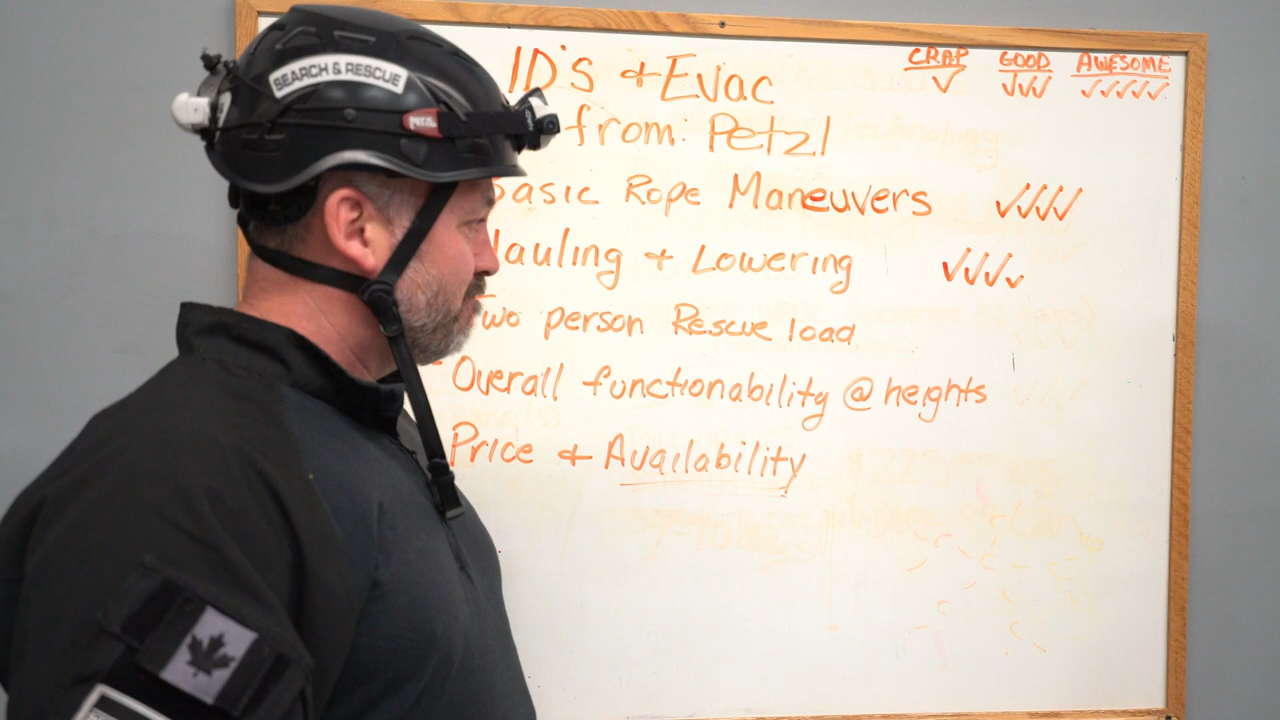 SEARCH & RESCUE
PETZL
CRAP GOOD AWESOME
✓ ✓✓✓ ✓✓✓✓✓
ID's + Evac
from: Petzl
Basic Rope Maneuvers ✓✓✓✓
Hauling + Lowering ✓✓✓✓
Two person Rescue load
Overall functionability @ heights
Price + Availability